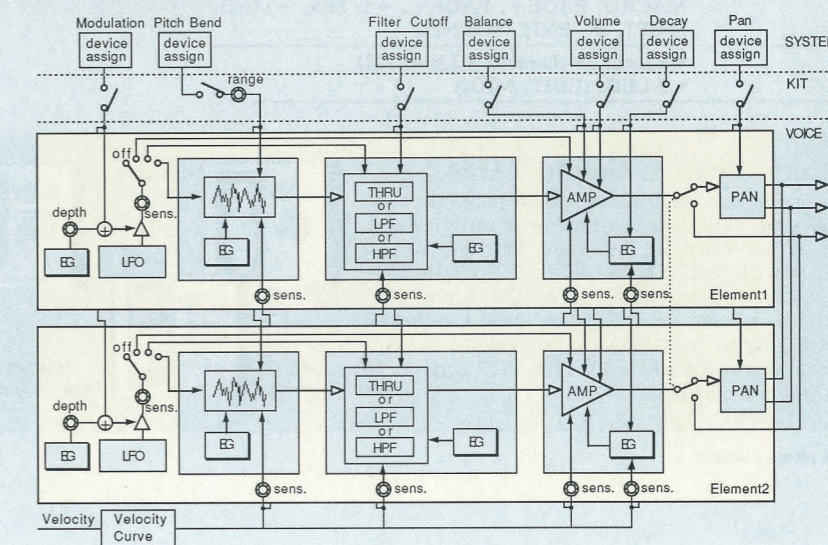 Modulation Pitch Bend Filter Cutoff Balance Volume Decay Pan
device assign device assign device assign device assign device assign device assign device assign SYSTEM
range KIT
VOICE
off
depth sens.
EG LFO EG
THRU
or
LPF
or
HPF
EG
AMP
EG
PAN
sens. sens. sens. sens. Element1
off
depth sens.
EG LFO EG
THRU
or
LPF
or
HPF
EG
AMP
EG
PAN
sens. sens. sens. sens. Element2
Velocity Velocity
Curve